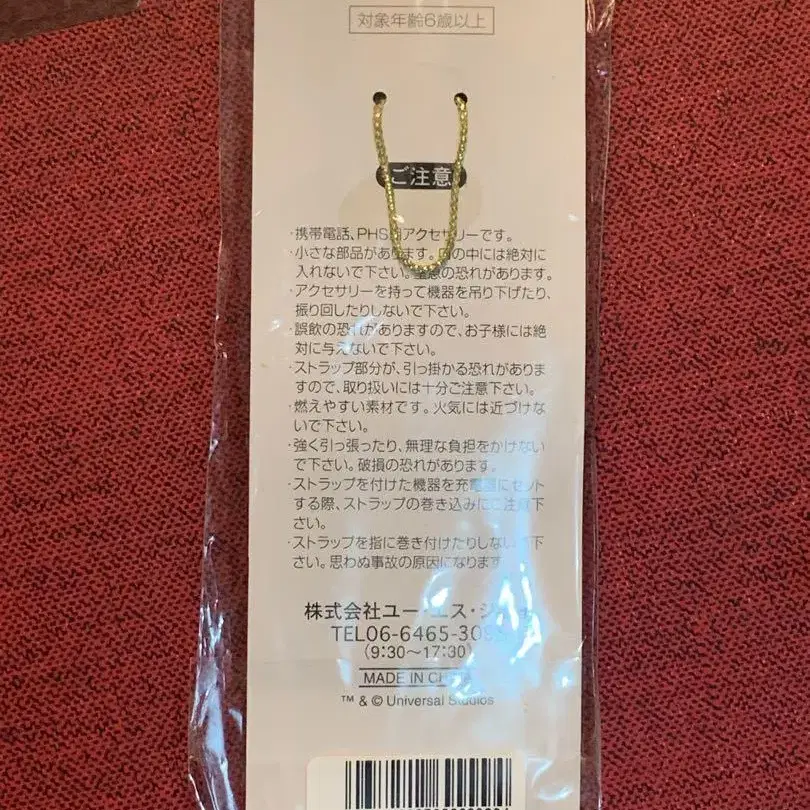 対象年齢6歳以上
ご注意
・携帯電話、PHS用アクセサリーです。
・小さな部品があります。口の中には絶対に
入れないで下さい。窒息の恐れがあります。
・アクセサリーを持って機器を吊り下げたり、
振り回したりしないで下さい。
・誤飲の恐れがありますので、お子様には絶
対に与えないで下さい。
・ストラップ部分が、引っ掛かる恐れがありま
すので、取り扱いには十分ご注意下さい。
・燃えやすい素材です。火気には近づけな
いで下さい。
・強く引っ張ったり、無理な負担をかけない
で下さい。破損の恐れがあります。
・ストラップを付けた機器を充電器にセット
する際、ストラップの巻き込みにご注意下
さい。
・ストラップを指に巻き付けたりしないで下
さい。思わぬ事故の原因になります
株式会社ユー・エス・ジェイ
TEL06-6465-30
(9:30〜17:30)
MADE IN CHINA
™ & © Universal Studios